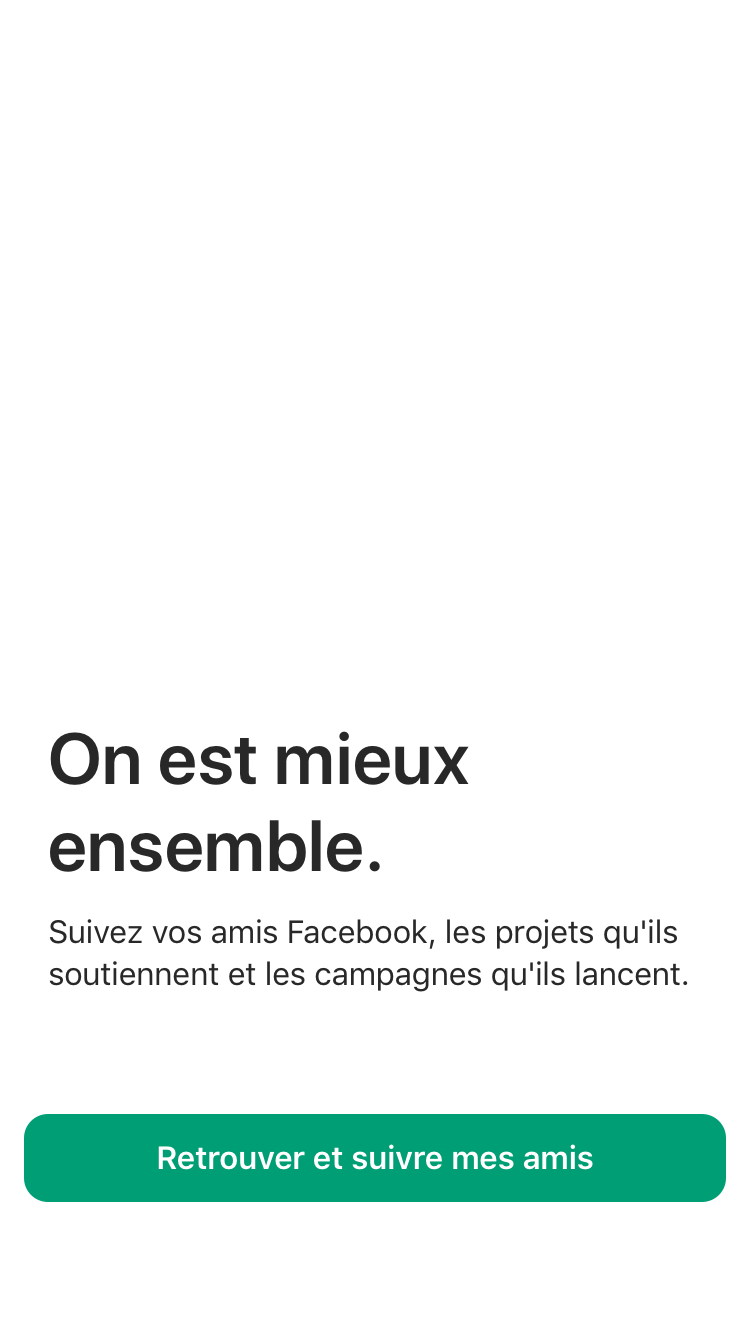 On est mieux
ensemble.
Suivez vos amis Facebook, les projets qu'ils
soutiennent et les campagnes qu'ils lancent.
Retrouver et suivre mes amis